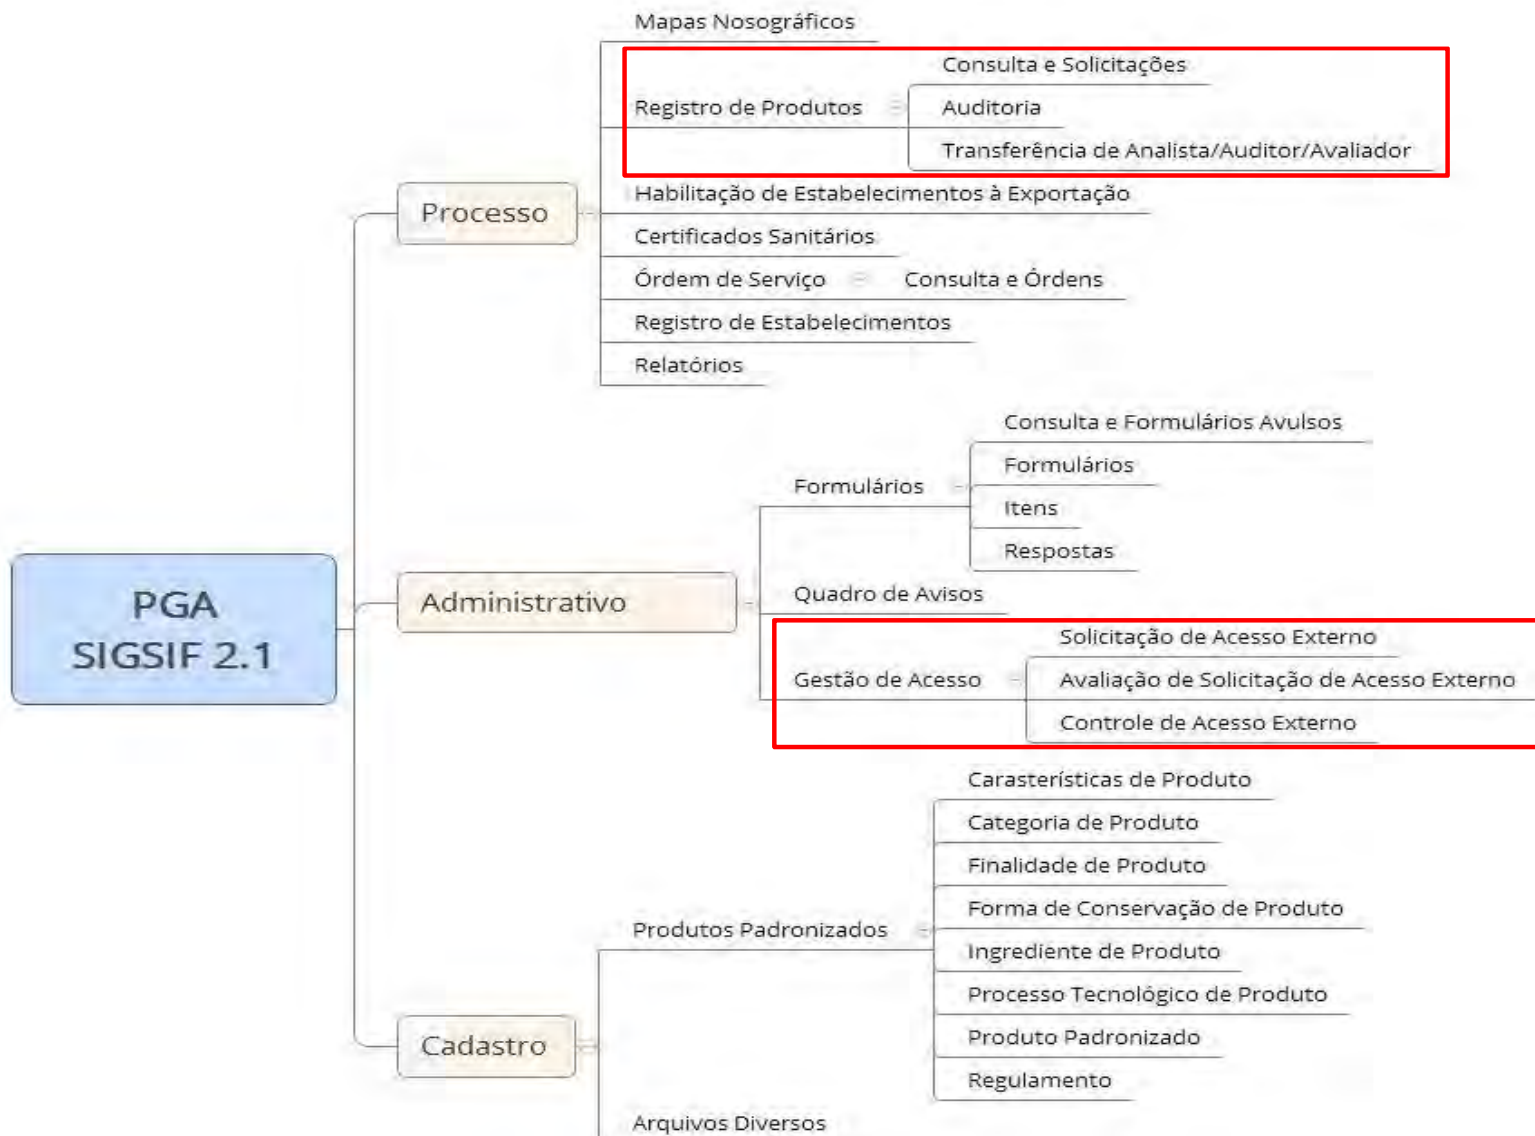 Mapas Nosográficos
Consulta e Solicitações
Registro de Produtos
Auditoria
Transferência de Analista/Auditor/Avaliador
Habilitação de Estabelecimentos à Exportação
Processo
Certificados Sanitários
Órdem de Serviço
Consulta e Órdens
Registro de Estabelecimentos
Relatórios
Consulta e Formulários Avulsos
Formulários
Formulários
Itens
Respostas
Quadro de Avisos
Administrativo
PGA
SIGSIF 2.1
Solicitação de Acesso Externo
Gestão de Acesso
Avaliação de Solicitação de Acesso Externo
Controle de Acesso Externo
Carasterísticas de Produto
Categoria de Produto
Finalidade de Produto
Forma de Conservação de Produto
Produtos Padronizados
Ingrediente de Produto
Processo Tecnológico de Produto
Produto Padronizado
Cadastro
Regulamento
Arquivos Diversos